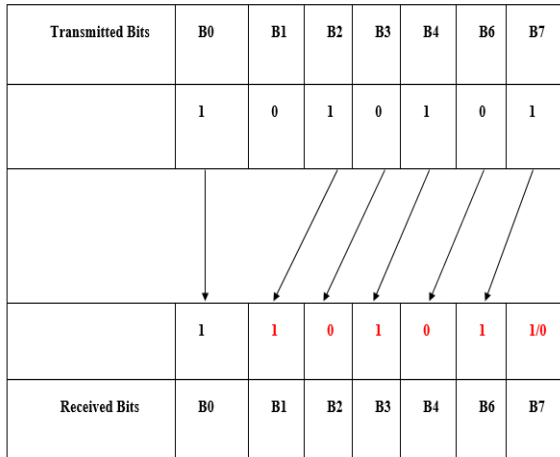 Transmitted Bits B0 B1 B2 B3 B4 B6 B7
1 0 1 0 1 0 1
1 1 0 1 0 1 1/0
Received Bits B0 B1 B2 B3 B4 B6 B7